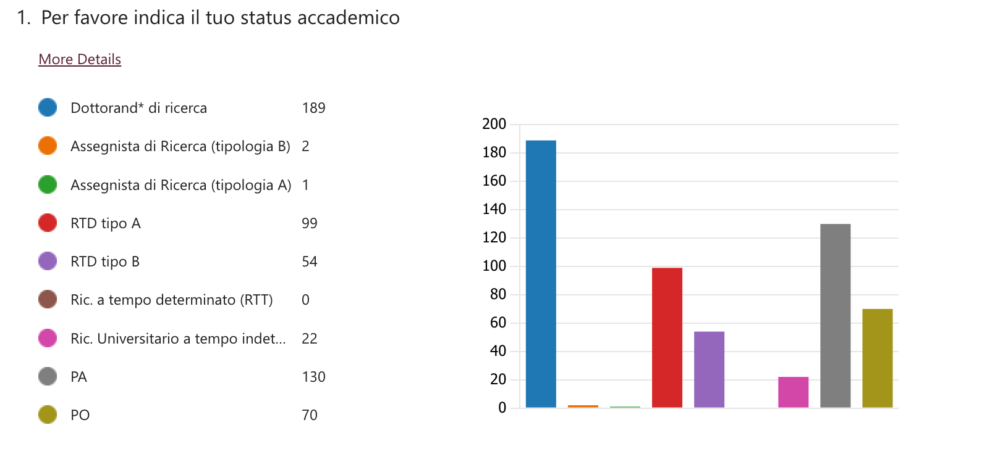 1. Per favore indica il tuo status accademico
More Details
Dottorand* di ricerca 189
Assegnista di Ricerca (tipologia B) 2
Assegnista di Ricerca (tipologia A) 1
RTD tipo A 99
RTD tipo B 54
Ric. a tempo determinato (RTT) 0
Ric. Universitario a tempo indet... 22
PA 130
PO 70
200
180
160
140
120
100
80
60
40
20
0